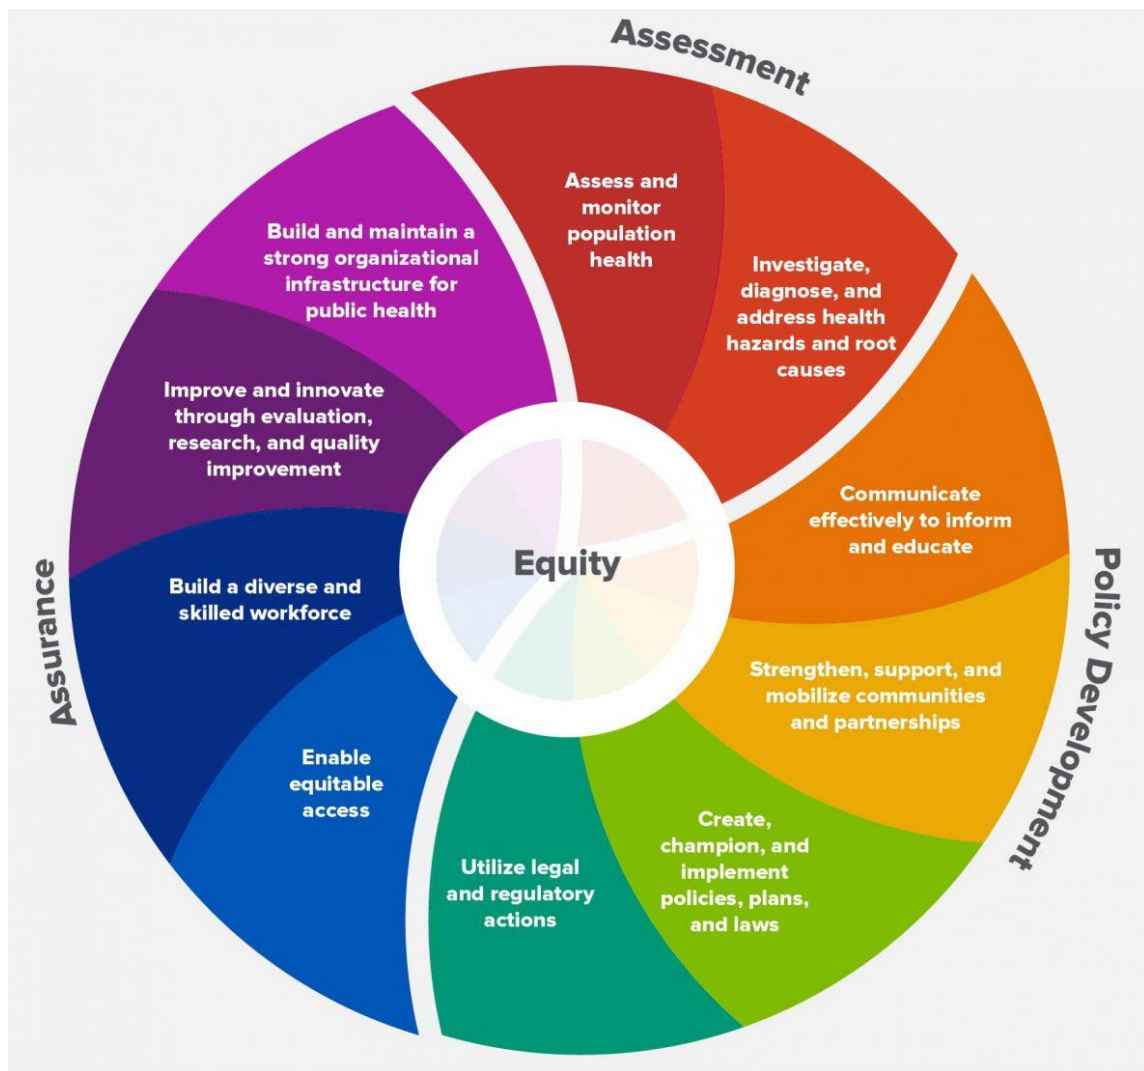 Assessment
Assess and
monitor
population
health
Investigate,
diagnose, and
address health
hazards and root
causes
Communicate
effectively to inform
and educate
Strengthen, support, and
mobilize communities
and partnerships
Create,
champion, and
implement
policies, plans,
and laws
Utilize legal
and regulatory
actions
Policy Development
Enable
equitable
access
Build a diverse and
skilled workforce
Improve and innovate
through evaluation,
research, and quality
improvement
Build and maintain a
strong organizational
infrastructure for
public health
Assurance
Equity